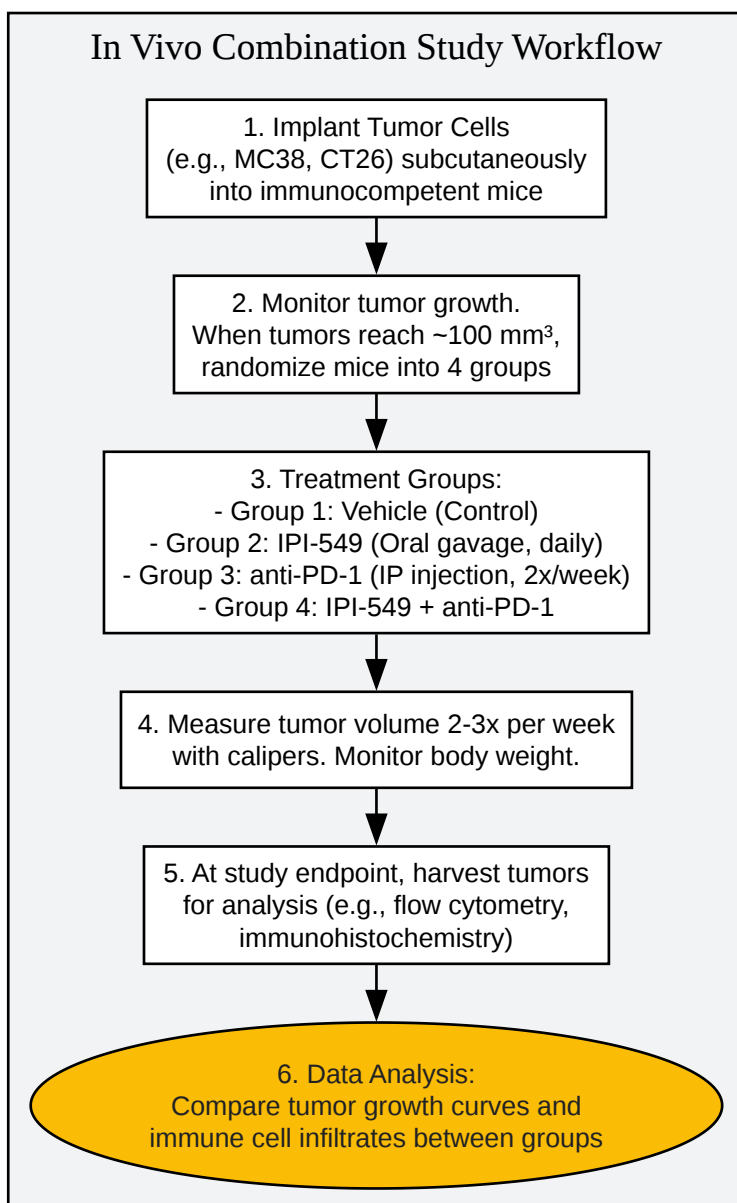 In Vivo Combination Study Workflow
1. Implant Tumor Cells
(e.g., MC38, CT26) subcutaneously
into immunocompetent mice
2. Monitor tumor growth.
When tumors reach ~100 mm³,
randomize mice into 4 groups
3. Treatment Groups:
- Group 1: Vehicle (Control)
- Group 2: IPI-549 (Oral gavage, daily)
- Group 3: anti-PD-1 (IP injection, 2x/week)
- Group 4: IPI-549 + anti-PD-1
4. Measure tumor volume 2-3x per week
with calipers. Monitor body weight.
5. At study endpoint, harvest tumors
for analysis (e.g., flow cytometry,
immunohistochemistry)
6. Data Analysis:
Compare tumor growth curves and
immune cell infiltrates between groups